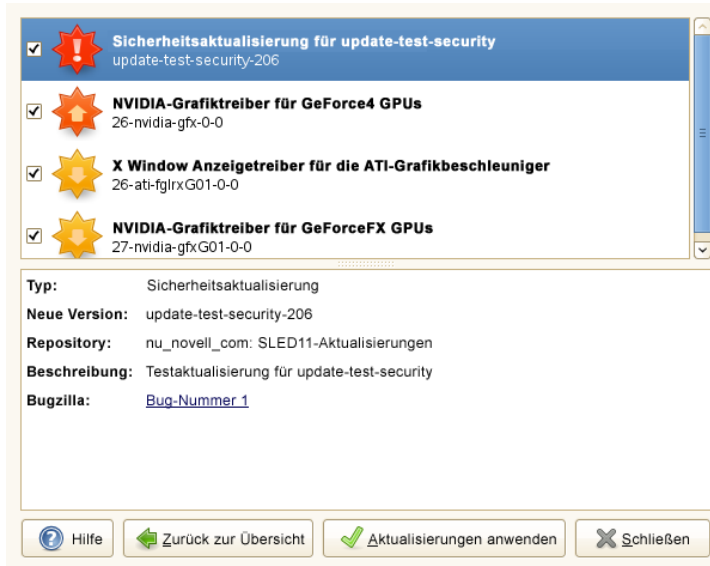 Sicherheitsaktualisierung für update-test-security
update-test-security-206
NVIDIA-Grafiktreiber für GeForce4 GPUs
26-nvidia-gfx-0-0
X Window Anzeigetreiber für die ATI-Grafikbeschleuniger
26-ati-fglrxG01-0-0
NVIDIA-Grafiktreiber für GeForceFX GPUs
27-nvidia-gfxG01-0-0
Typ: Sicherheitsaktualisierung
Neue Version: update-test-security-206
Repository: nu_novell_com: SLED11-Aktualisierungen
Beschreibung: Testaktualisierung für update-test-security
Bugzilla: Bug-Nummer 1
Hilfe Zurück zur Übersicht Aktualisierungen anwenden Schließen